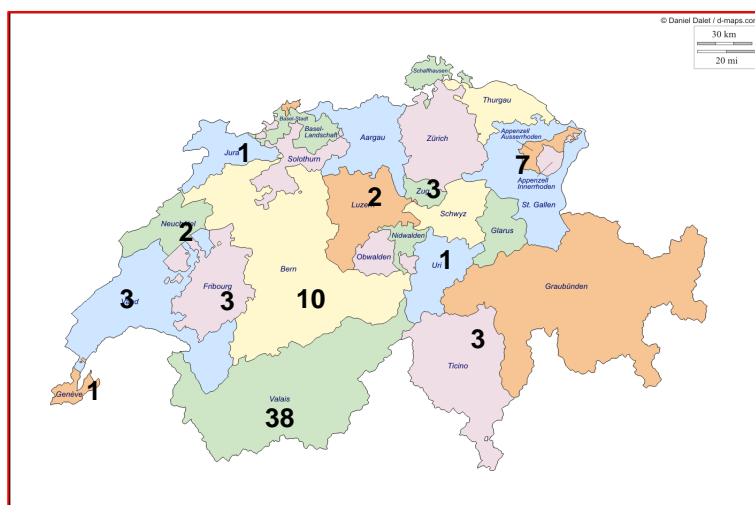 © Daniel Dalet / d-maps.com
30 km
20 mi
Schaffhausen
Thurgau
Basel-Stadt
Basel-
Landschaft
Aargau
Zürich
Appenzell
Ausserrhoden
Jura
1
Solothurn
7
Appenzell
Innerrhoden
Zug
3
Luzern
2
St. Gallen
Schwyz
Neuchâtel
2
Nidwalden
Glarus
Obwalden
Uri
1
Bern
10
Fribourg
3
Graubünden
Vaud
3
Ticino
3
Genève
1
Valais
38